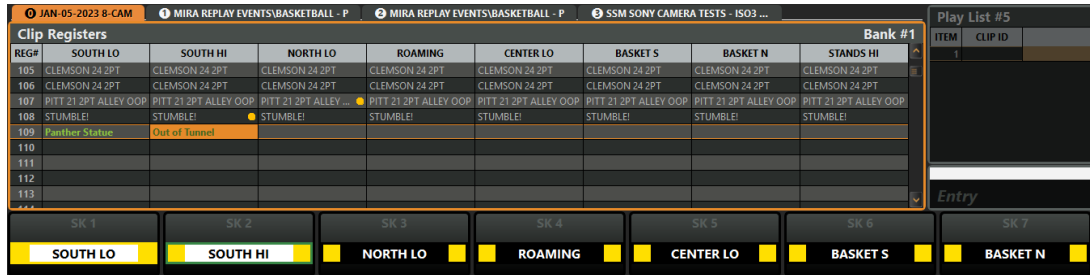 0 JAN-05-2023 8-CAM 1 MIRA REPLAY EVENTS\BASKETBALL - P 2 MIRA REPLAY EVENTS\BASKETBALL - P 3 SSM SONY CAMERA TESTS - ISO3 ... Play List #5
Clip Registers Bank #1 ITEM CLIP ID
REG# SOUTH LO SOUTH HI NORTH LO ROAMING CENTER LO BASKET S BASKET N STANDS HI 1
105 CLEMSON 24 2PT CLEMSON 24 2PT CLEMSON 24 2PT CLEMSON 24 2PT CLEMSON 24 2PT CLEMSON 24 2PT CLEMSON 24 2PT CLEMSON 24 2PT
106 CLEMSON 24 2PT CLEMSON 24 2PT CLEMSON 24 2PT CLEMSON 24 2PT CLEMSON 24 2PT CLEMSON 24 2PT CLEMSON 24 2PT CLEMSON 24 2PT
107 PITT 21 2PT ALLEY OOP PITT 21 2PT ALLEY OOP PITT 21 2PT ALLEY ... PITT 21 2PT ALLEY OOP PITT 21 2PT ALLEY OOP PITT 21 2PT ALLEY OOP PITT 21 2PT ALLEY OOP PITT 21 2PT ALLEY OOP
108 STUMBLE! STUMBLE! STUMBLE! STUMBLE! STUMBLE! STUMBLE! STUMBLE! STUMBLE!
109 Panther Statue Out of Tunnel
110
111
112
113
Entry
SK 1 SK 2 SK 3 SK 4 SK 5 SK 6 SK 7
SOUTH LO SOUTH HI NORTH LO ROAMING CENTER LO BASKET S BASKET N